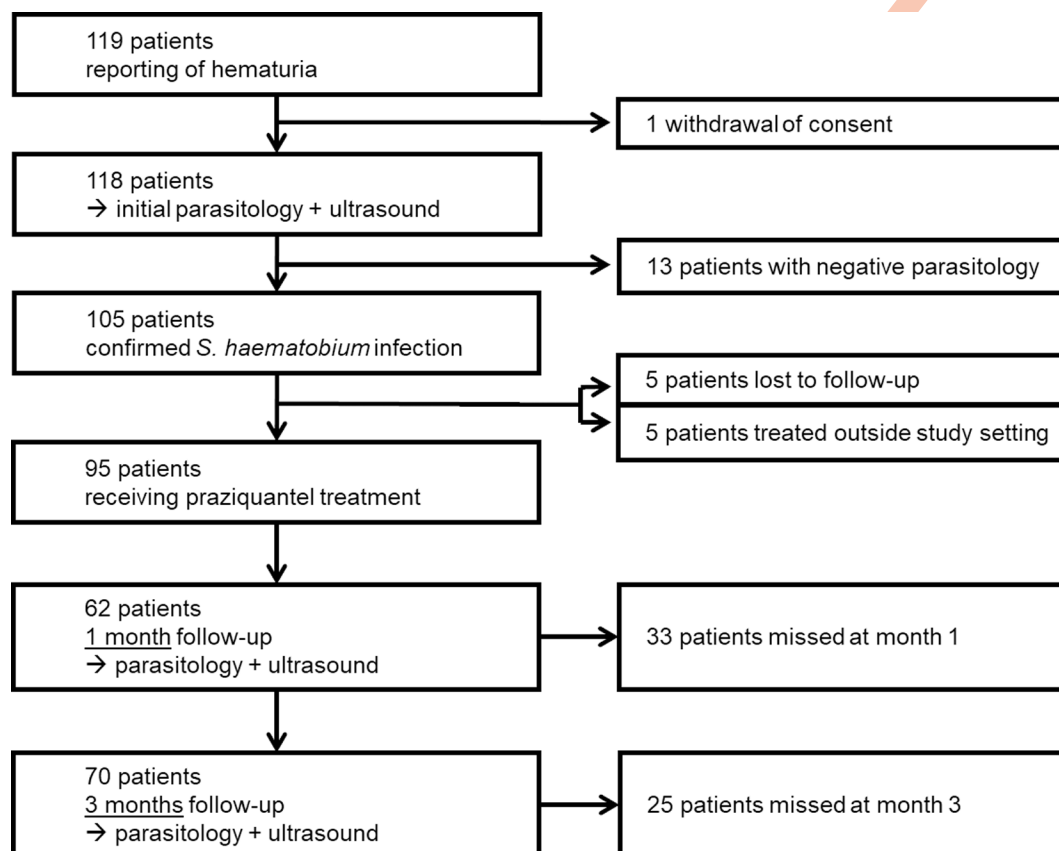 119 patients
reporting of hematuria
1 withdrawal of consent
118 patients
→ initial parasitology + ultrasound
13 patients with negative parasitology
105 patients
confirmed S. haematobium infection
5 patients lost to follow-up
5 patients treated outside study setting
95 patients
receiving praziquantel treatment
62 patients
1 month follow-up
→ parasitology + ultrasound
33 patients missed at month 1
70 patients
3 months follow-up
→ parasitology + ultrasound
25 patients missed at month 3